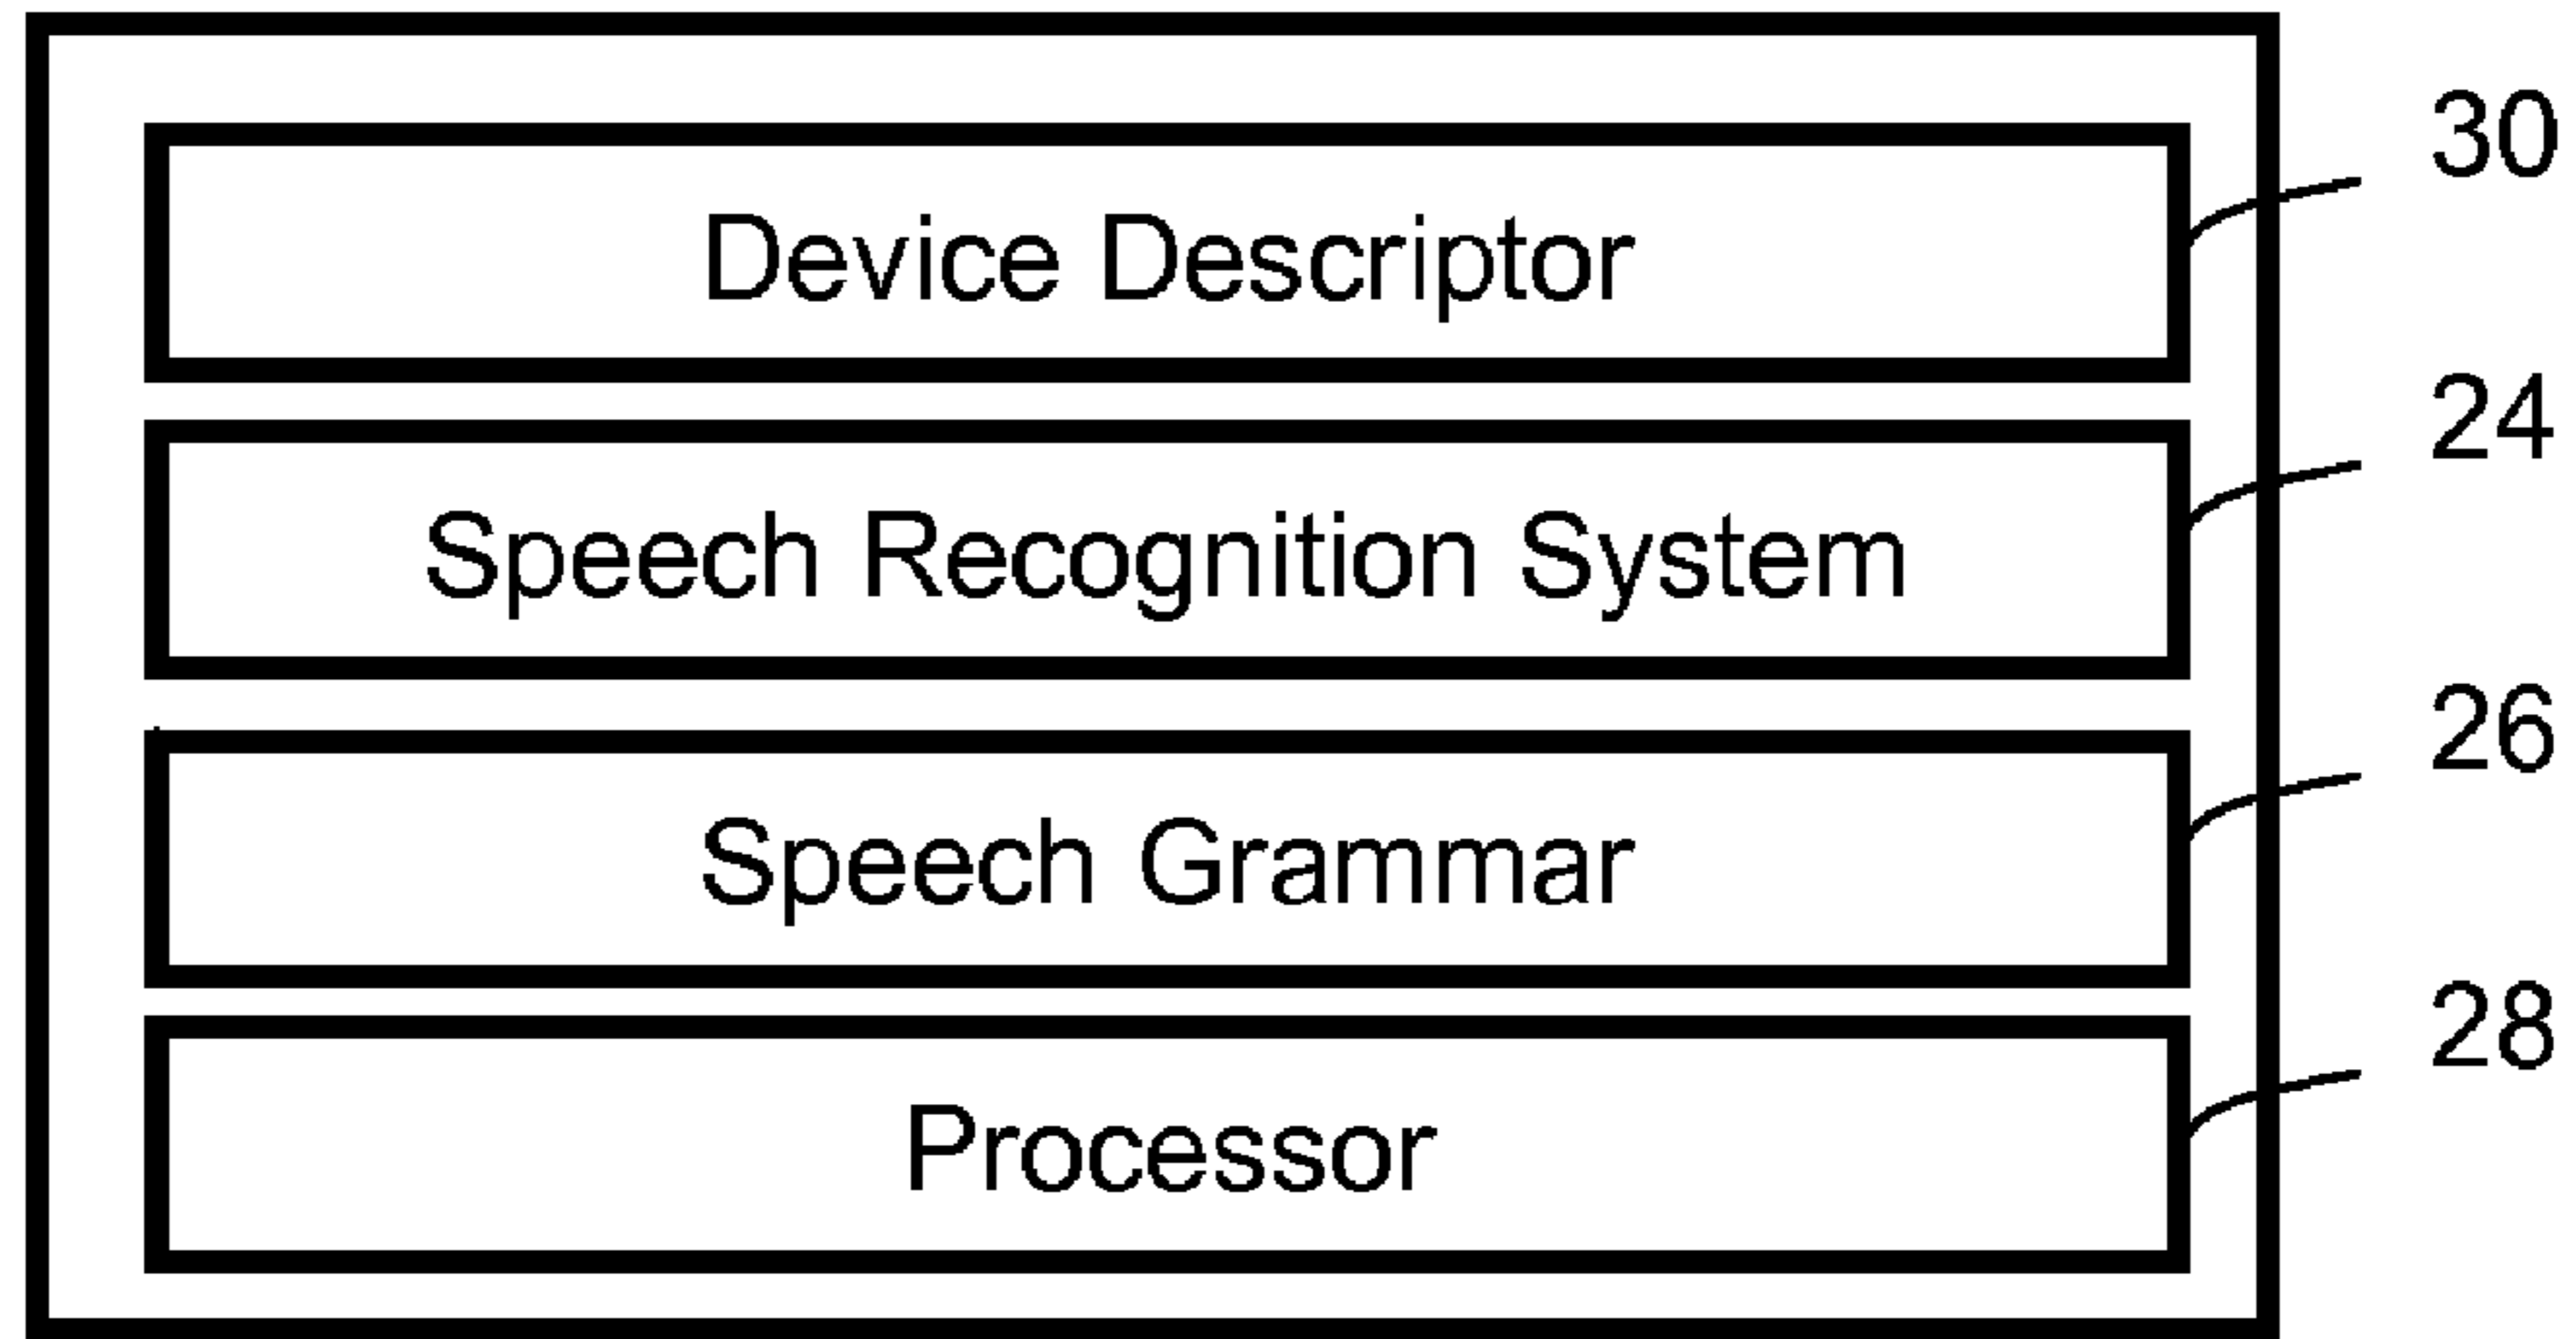 30
Device Descriptor
24
Speech Recognition System
26
Speech Grammar
28
Processor